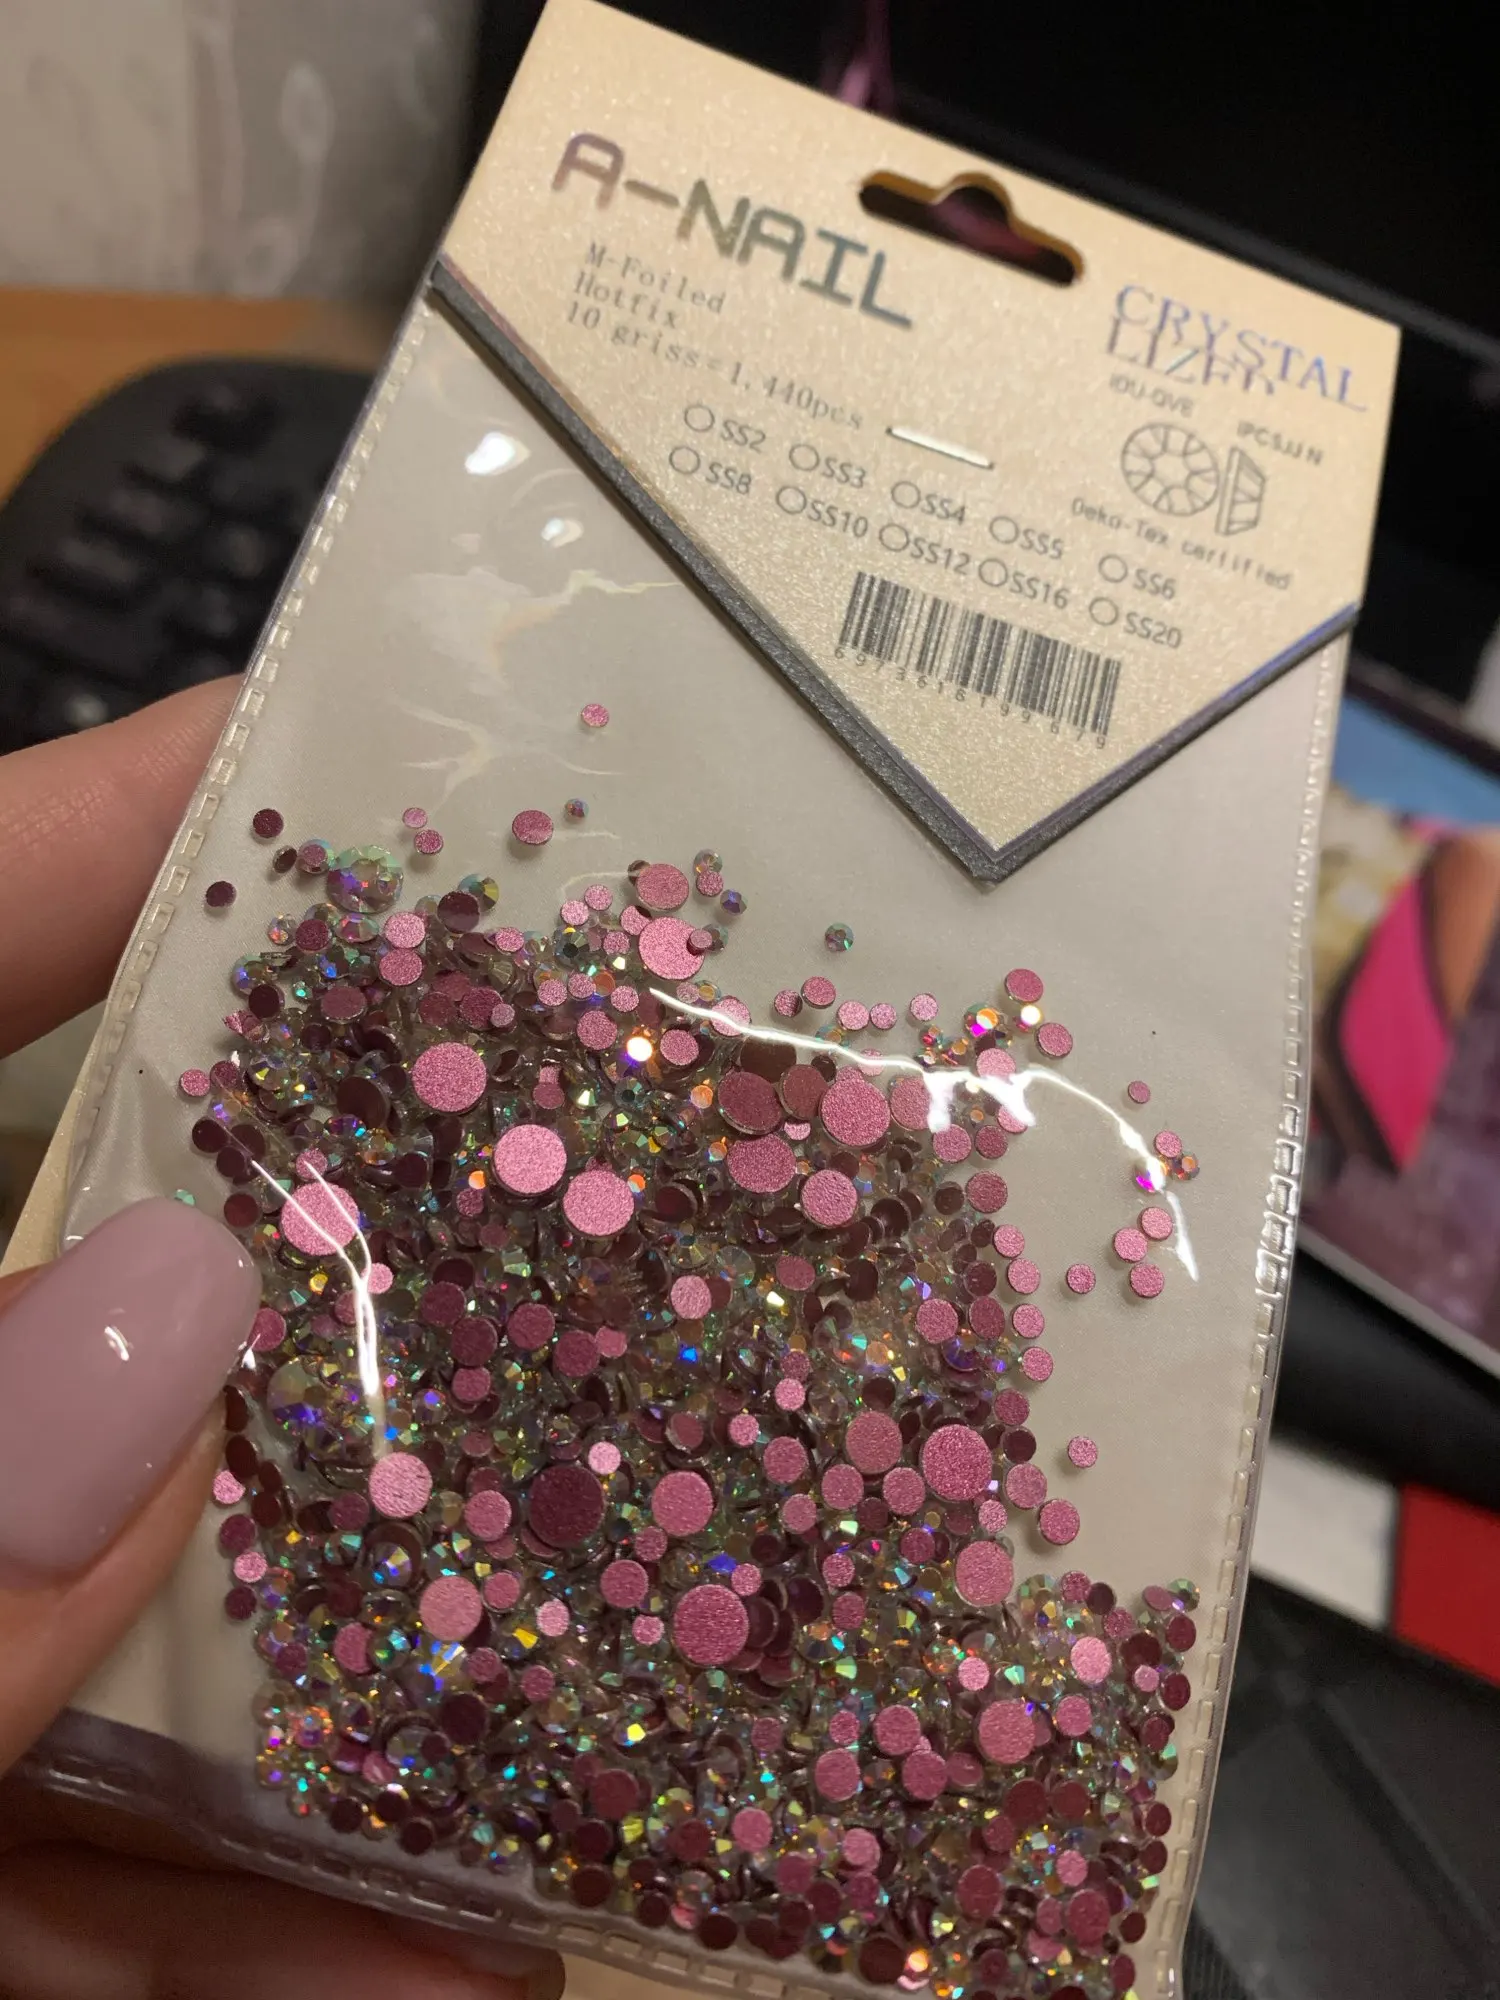 A-NAIL
M-Foiled
Hotfix
10 griss=1,440pcs
CRYSTAL
LIZED
SS2 SS3 SS4 SS5 SS6
SS8 SS10 SS12 SS16 SS20
Oeko-Tex certified